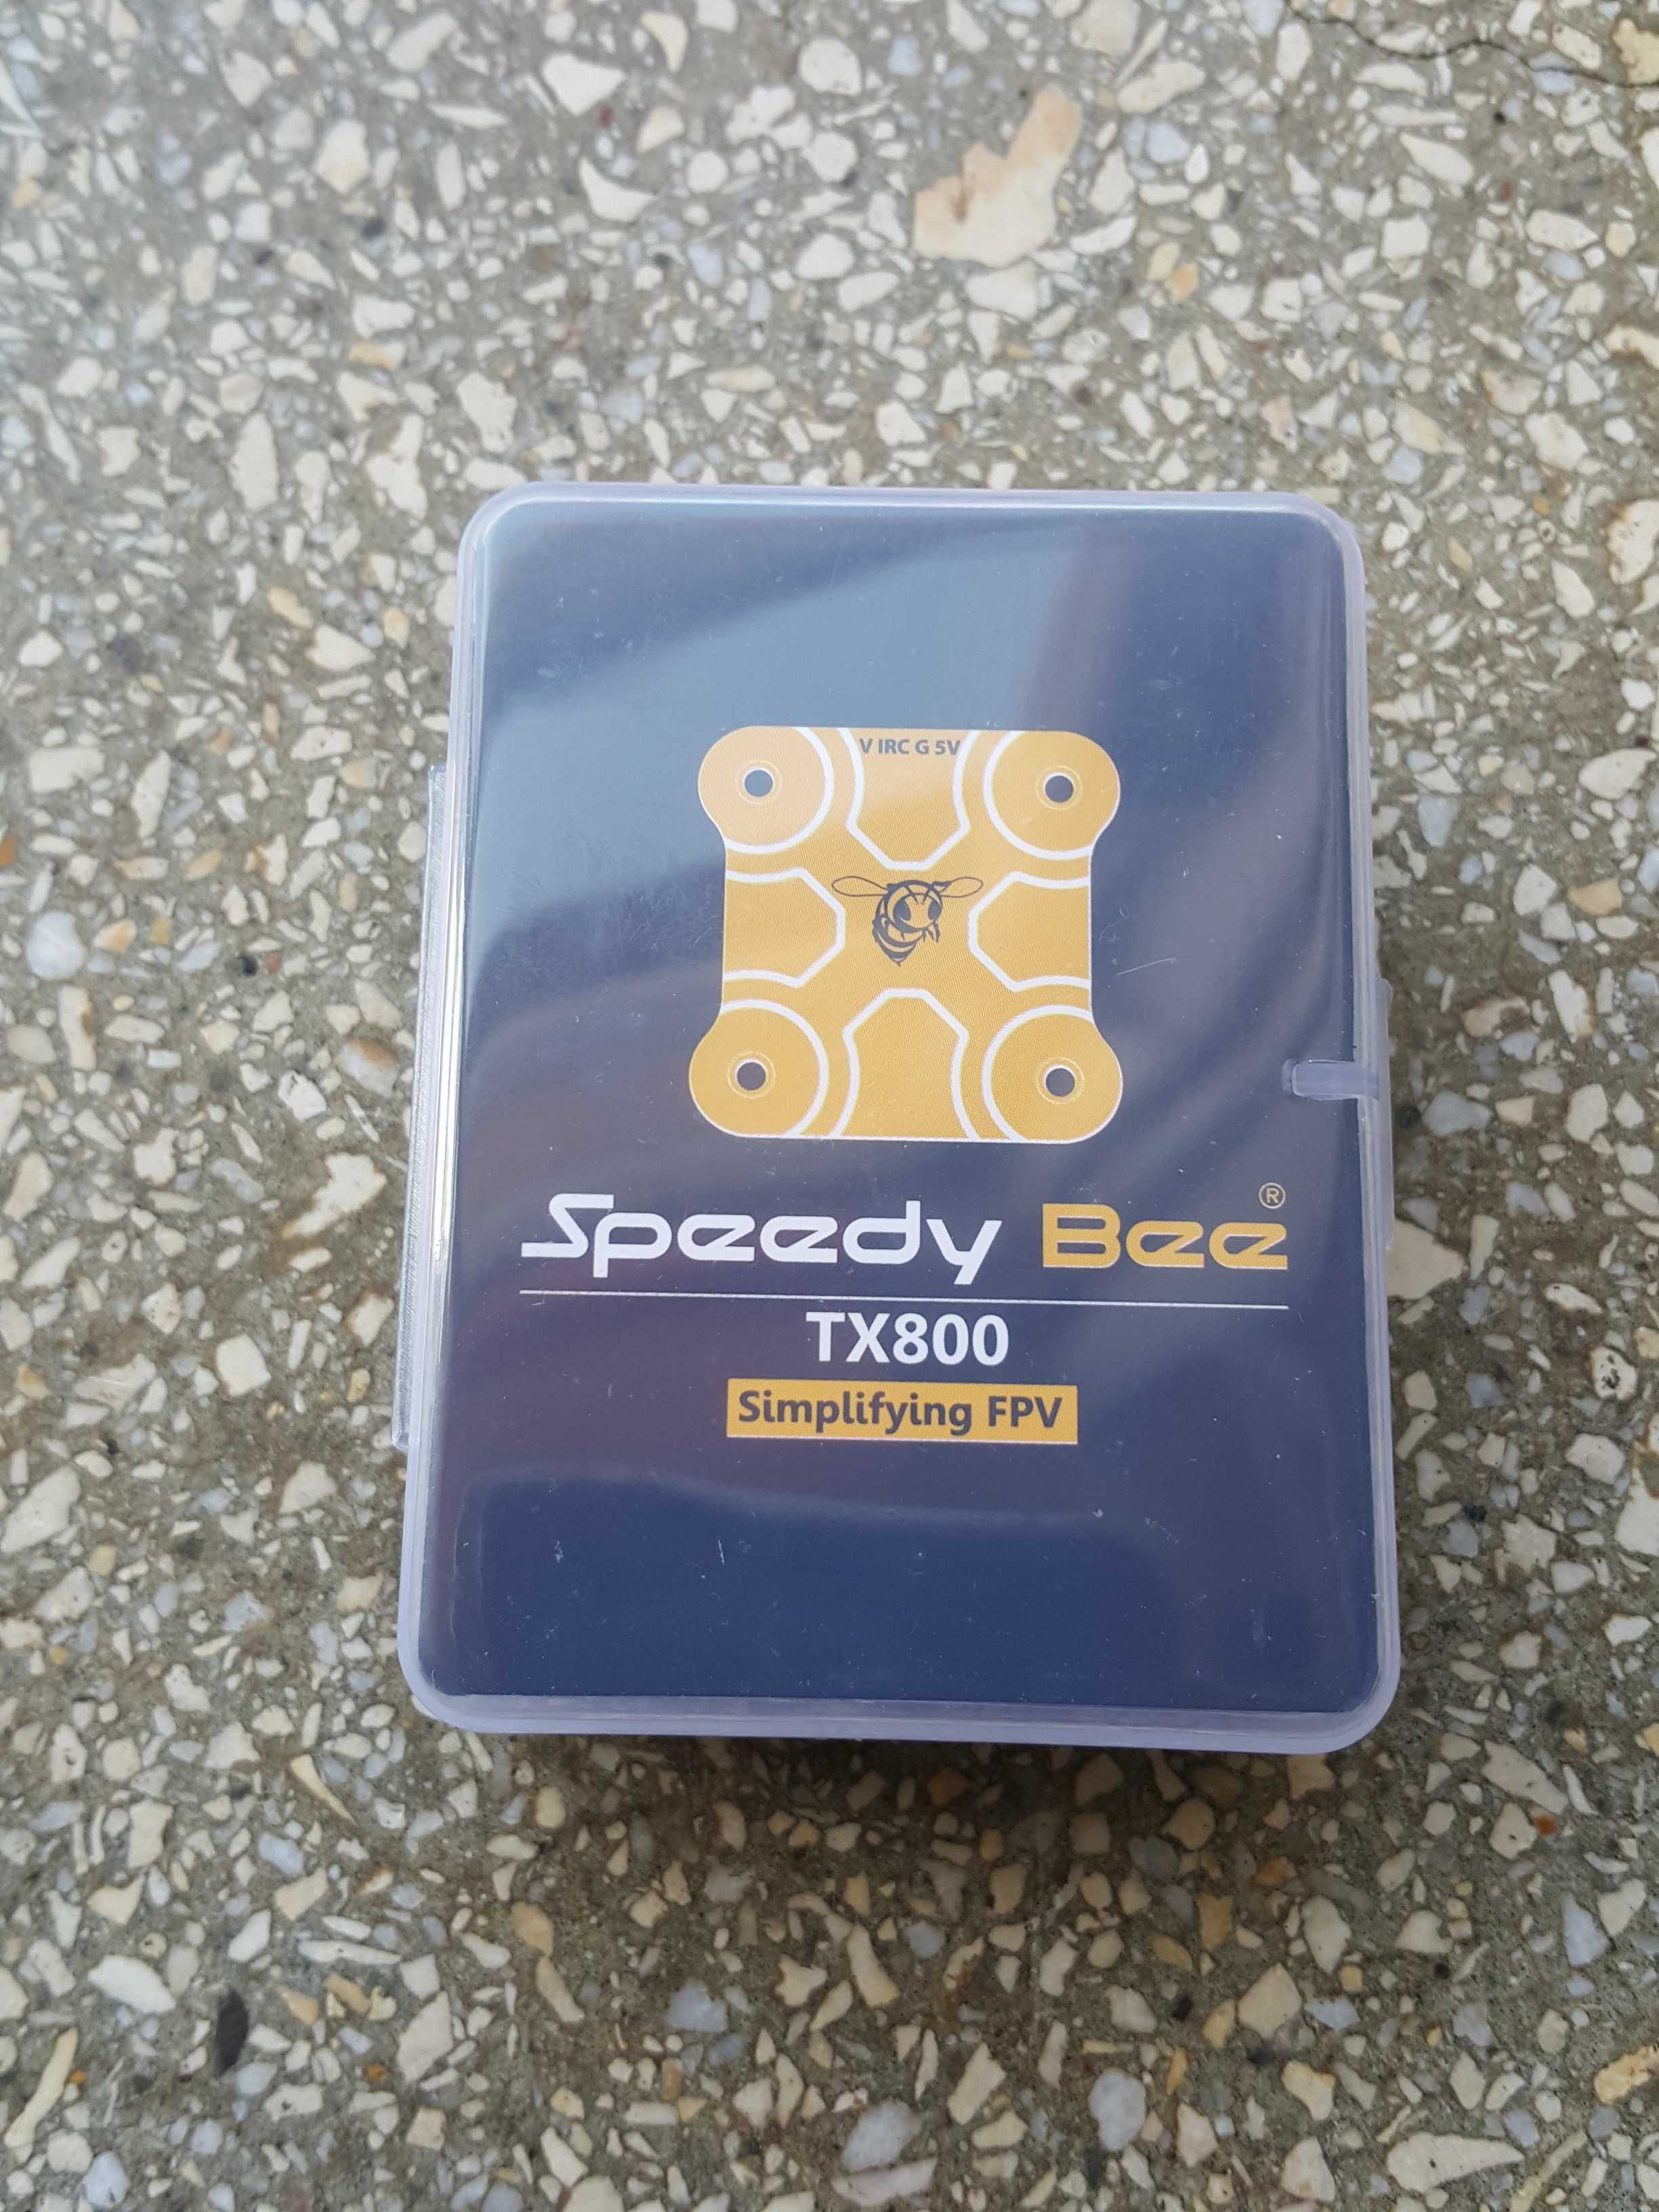 V IRC G 5V
Speedy Bee®
TX800
Simplifying FPV